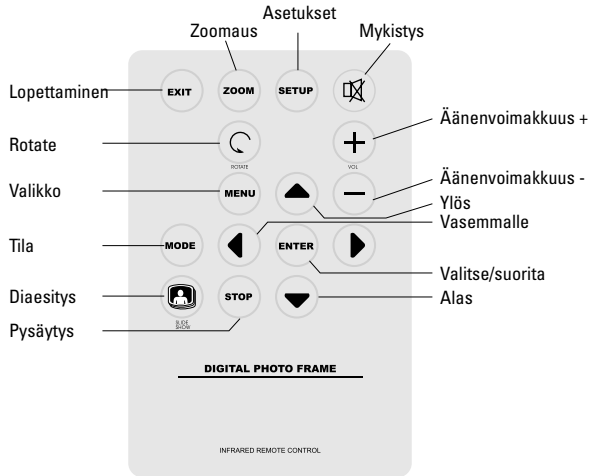 Asetukset
Zoomaus
Mykistys
Lopettaminen
EXIT
ZOOM
SETUP
Äänenvoimakkuus +
Rotate
ROTATE
VOL
Äänenvoimakkuus -
Valikko
MENU
Ylös
Vasemmalle
Tila
MODE
ENTER
Valitse/suorita
Diaesitys
STOP
Alas
SLIDE
SHOW
Pysäytys
DIGITAL PHOTO FRAME
INFRARED REMOTE CONTROL